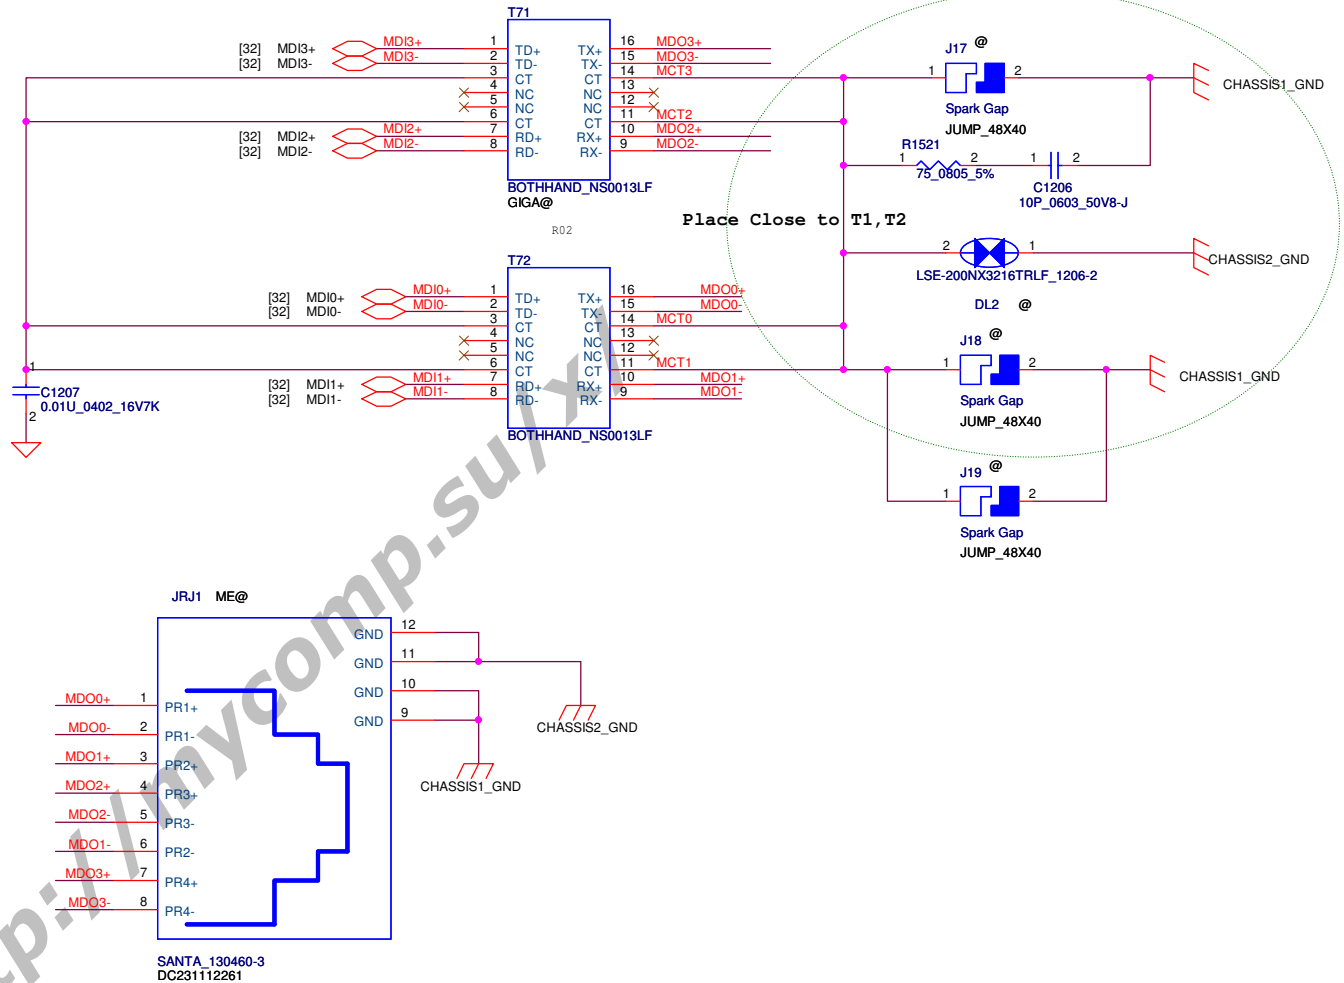 T71
[32] MDI3+ MDI3+ 1 TD+ TX+ 16 MDO3+
[32] MDI3- MDI3- 2 TD- TX- 15 MDO3-
3 CT CT 14 MCT3
4 NC NC 13
5 NC NC 12
6 CT CT 11 MCT2
[32] MDI2+ MDI2+ 7 RD+ RX+ 10 MDO2+
[32] MDI2- MDI2- 8 RD- RX- 9 MDO2-
BOTHHAND_NS0013LF
GIGA@
R02
J17 @
1 2
CHASSIS1_GND
Spark Gap
JUMP_48X40
R1521
1 2 1 2
75_0805_5%
C1206
10P_0603_50V8-J
Place Close to T1,T2
2 1
CHASSIS2_GND
LSE-200NX3216TRLF_1206-2
DL2 @
T72
[32] MDI0+ MDI0+ 1 TD+ TX+ 16 MDO0+
[32] MDI0- MDI0- 2 TD- TX- 15 MDO0-
3 CT CT 14 MCT0
4 NC NC 13
5 NC NC 12
6 CT CT 11 MCT1
[32] MDI1+ MDI1+ 7 RD+ RX+ 10 MDO1+
[32] MDI1- MDI1- 8 RD- RX- 9 MDO1-
BOTHHAND_NS0013LF
1
C1207
0.01U_0402_16V7K
2
J18 @
1 2
CHASSIS1_GND
Spark Gap
JUMP_48X40
J19 @
1 2
Spark Gap
JUMP_48X40
JRJ1 ME@
GND 12
GND 11
GND 10
GND 9
CHASSIS2_GND
CHASSIS1_GND
MDO0+ 1 PR1+
MDO0- 2 PR1-
MDO1+ 3 PR2+
MDO2+ 4 PR3+
MDO2- 5 PR3-
MDO1- 6 PR2-
MDO3+ 7 PR4+
MDO3- 8 PR4-
SANTA_130460-3
DC231112261
tp://mycomp.su/x/